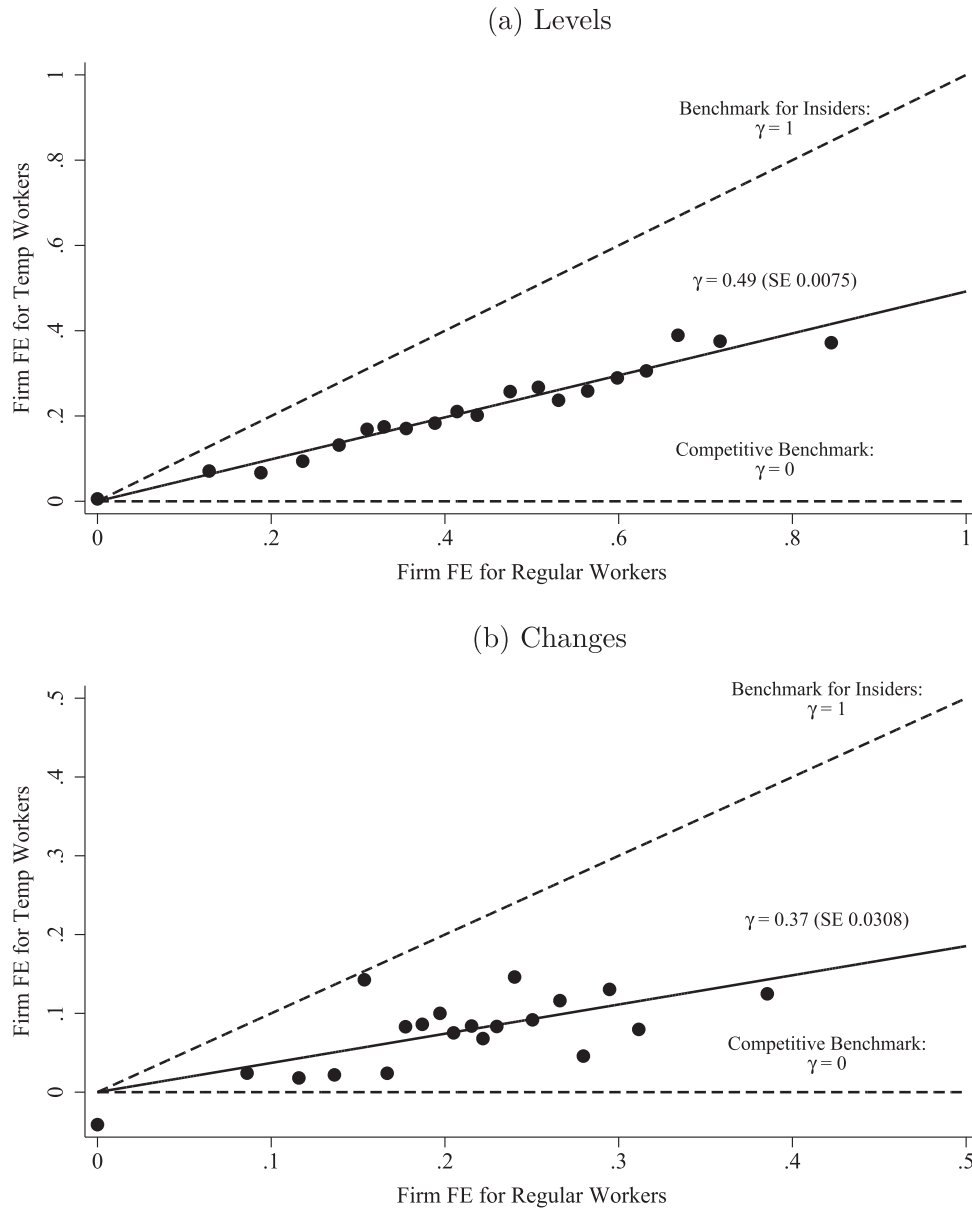 (a) Levels
1
Benchmark for Insiders:
γ = 1
.8
.6
γ = 0.49 (SE 0.0075)
.4
Firm FE for Temp Workers
.2
Competitive Benchmark:
γ = 0
0
0 .2 .4 .6 .8 1
Firm FE for Regular Workers
(b) Changes
.5
Benchmark for Insiders:
γ = 1
.4
.3
γ = 0.37 (SE 0.0308)
.2
Firm FE for Temp Workers
.1
Competitive Benchmark:
γ = 0
0
0 .1 .2 .3 .4 .5
Firm FE for Regular Workers